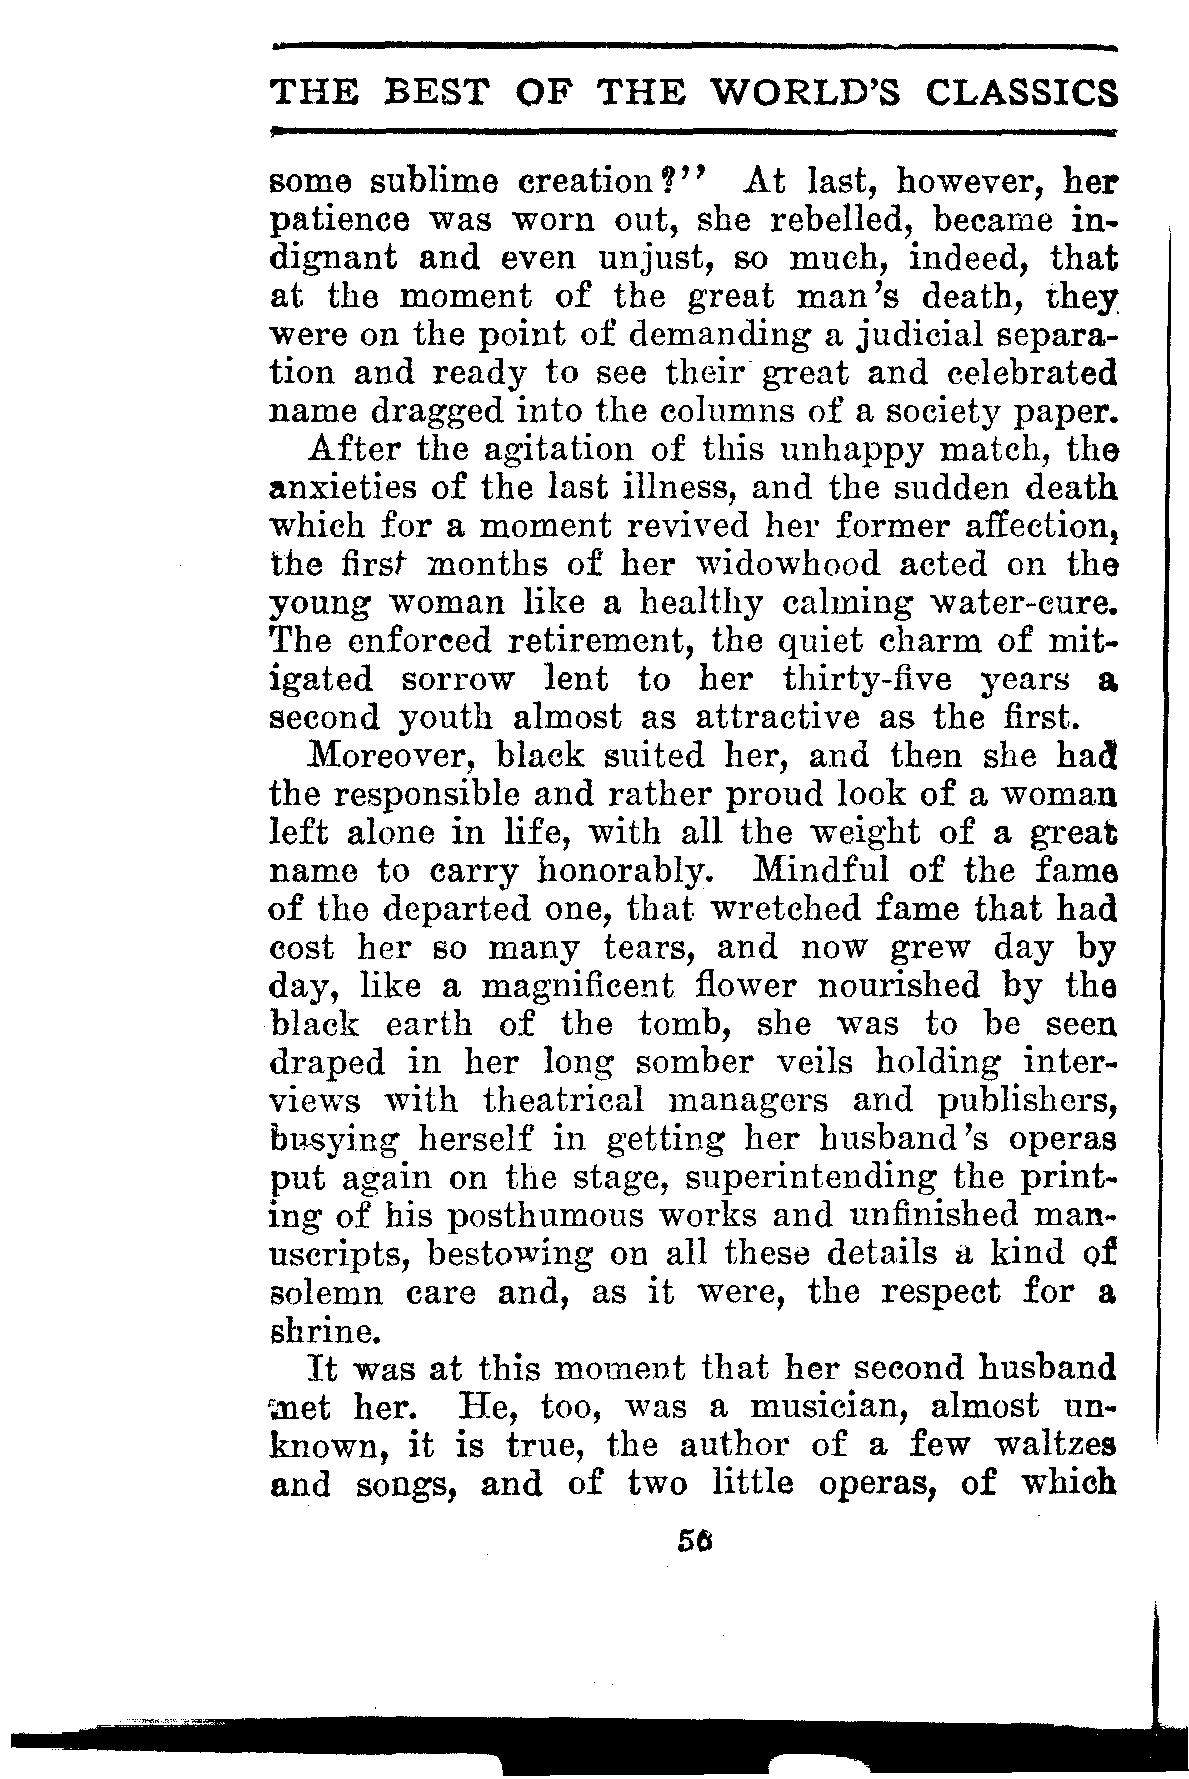 THE BEST OF THE WORLD'S CLASSICS
some sublime creation?'' At last, however, her
patience was worn out, she rebelled, became in-
dignant and even unjust, so much, indeed, that
at the moment of the great man's death, they
were on the point of demanding a judicial separa-
tion and ready to see their great and celebrated
name dragged into the columns of a society paper.
After the agitation of this unhappy match, the
anxieties of the last illness, and the sudden death
which for a moment revived her former affection,
the first months of her widowhood acted on the
young woman like a healthy calming water-cure.
The enforced retirement, the quiet charm of mit-
igated sorrow lent to her thirty-five years a
second youth almost as attractive as the first.
Moreover, black suited her, and then she had
the responsible and rather proud look of a woman
left alone in life, with all the weight of a great
name to carry honorably. Mindful of the fame
of the departed one, that wretched fame that had
cost her so many tears, and now grew day by
day, like a magnificent flower nourished by the
black earth of the tomb, she was to be seen
draped in her long somber veils holding inter-
views with theatrical managers and publishers,
busying herself in getting her husband's operas
put again on the stage, superintending the print-
ing of his posthumous works and unfinished man-
uscripts, bestowing on all these details a kind of
solemn care and, as it were, the respect for a
shrine.
It was at this moment that her second husband
met her. He, too, was a musician, almost un-
known, it is true, the author of a few waltzes
and songs, and of two little operas, of which
56